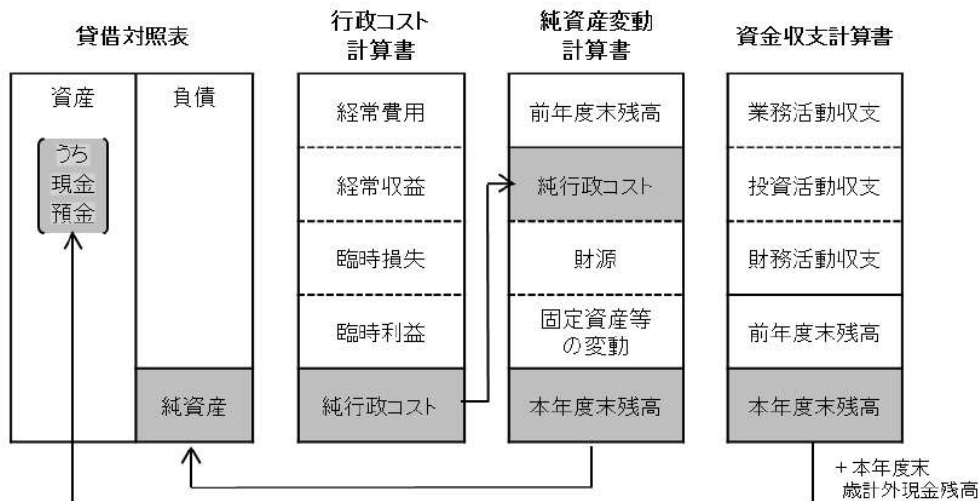 貸借対照表
行政コスト
計算書
純資産変動
計算書
資金収支計算書
資産
うち
現金
預金
負債
純資産
経常費用
経常収益
臨時損失
臨時利益
純行政コスト
前年度末残高
純行政コスト
財源
固定資産等
の変動
本年度末残高
業務活動収支
投資活動収支
財務活動収支
前年度末残高
本年度末残高
+本年度末
歳計外現金残高